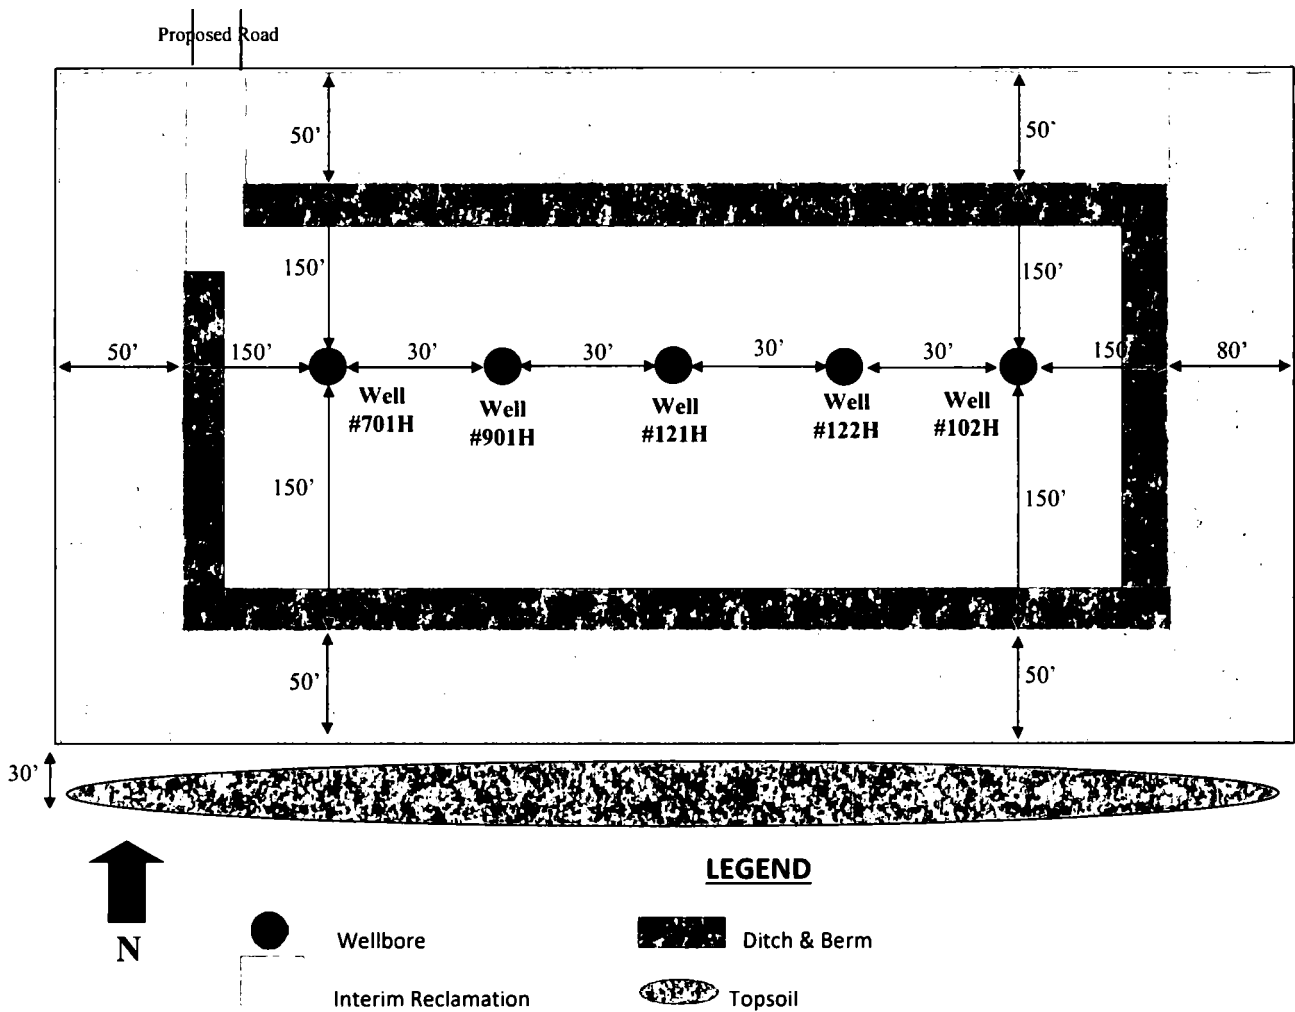 Proposed Road
50'
50'
150'
150'
50'
150'
30'
30'
30'
30'
150'
80'
Well
#701H
Well
#901H
Well
#121H
Well
#122H
Well
#102H
150'
150'
50'
50'
30'
LEGEND
N
Wellbore
Ditch & Berm
Interim Reclamation
Topsoil